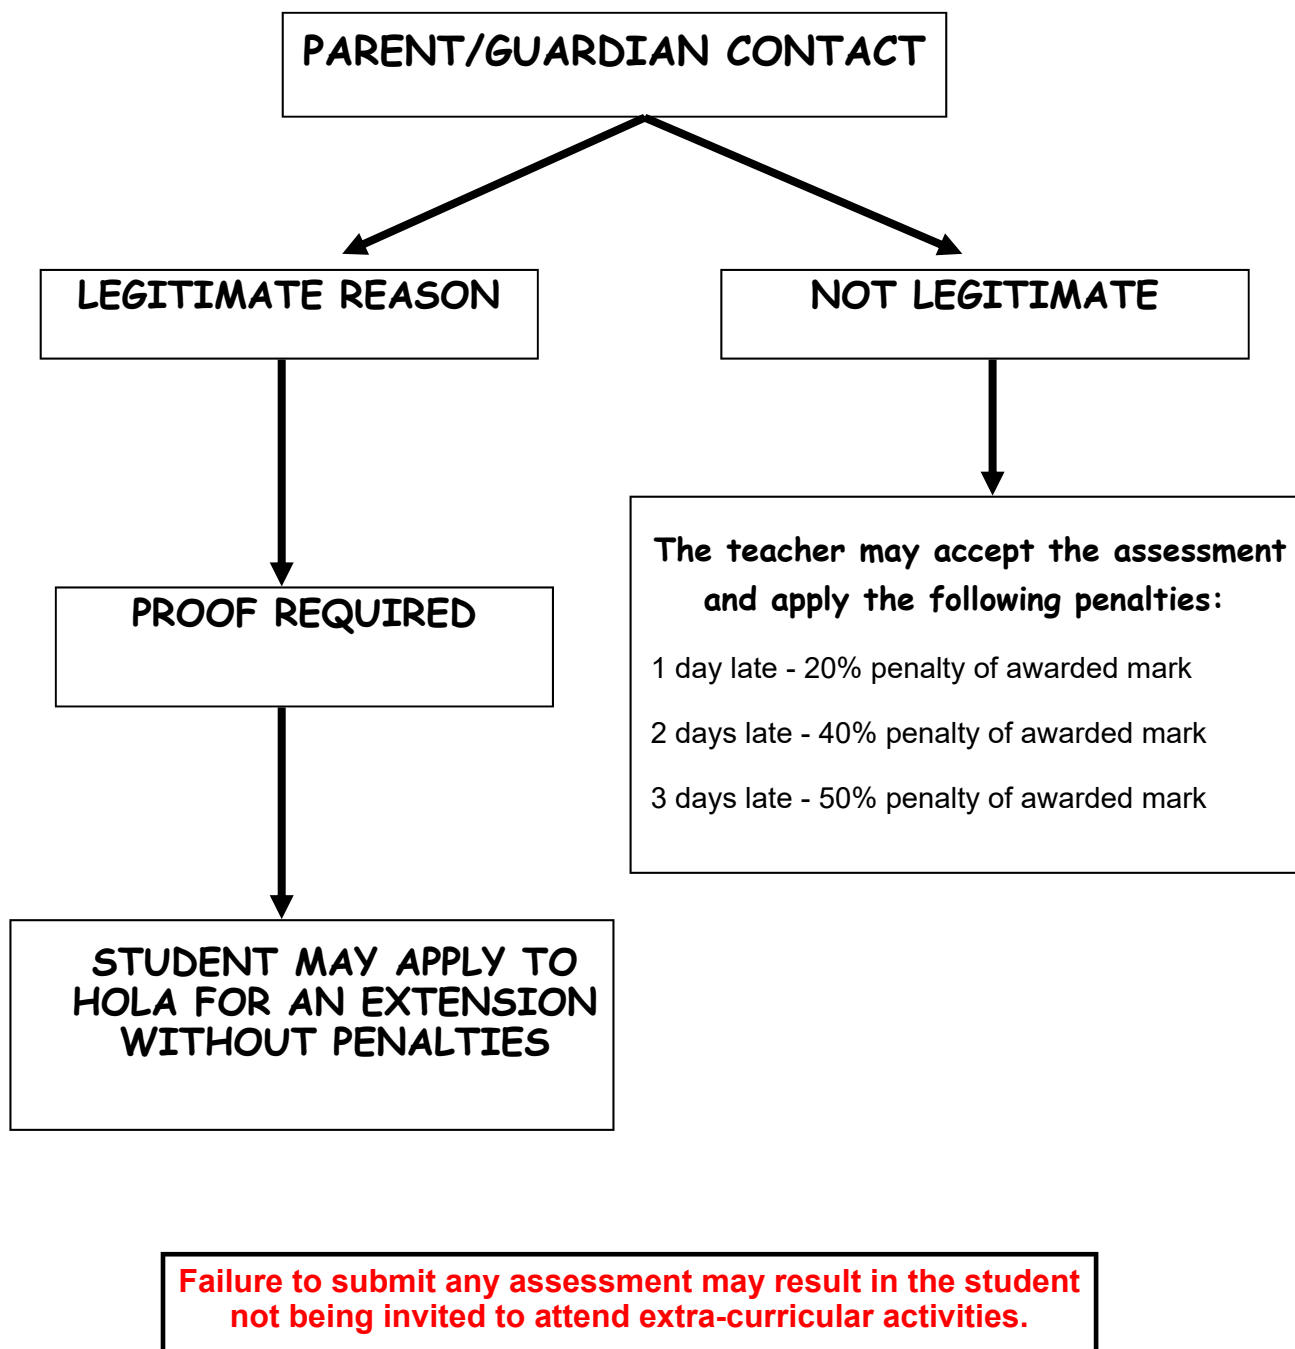 PARENT/GUARDIAN CONTACT
LEGITIMATE REASON
NOT LEGITIMATE
PROOF REQUIRED
The teacher may accept the assessment
and apply the following penalties:
1 day late - 20% penalty of awarded mark
2 days late - 40% penalty of awarded mark
3 days late - 50% penalty of awarded mark
STUDENT MAY APPLY TO
HOLA FOR AN EXTENSION
WITHOUT PENALTIES
Failure to submit any assessment may result in the student
not being invited to attend extra-curricular activities.